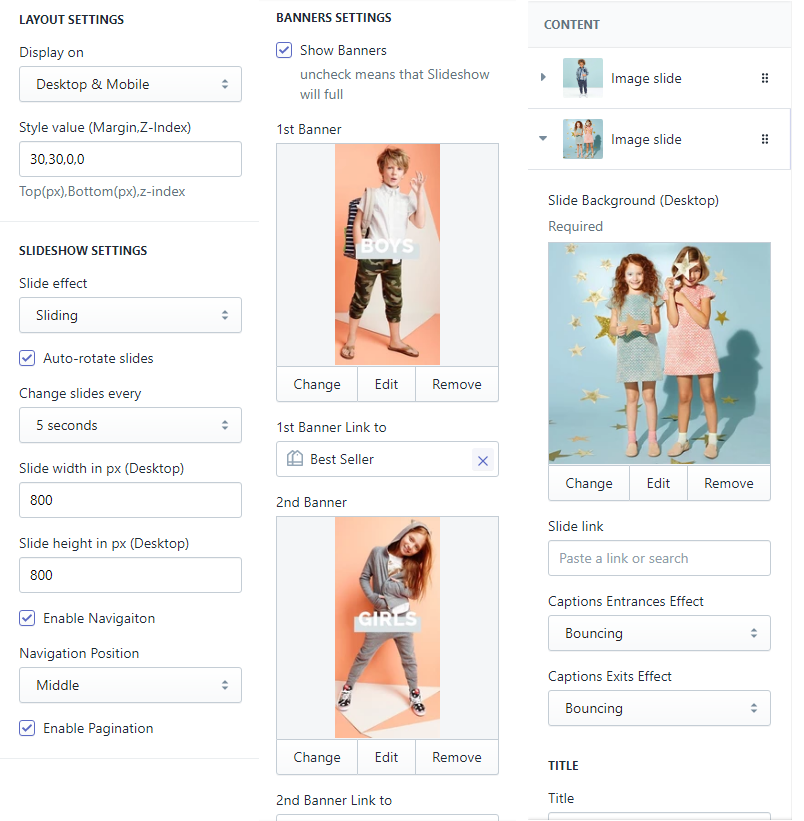 LAYOUT SETTINGS
Display on
Desktop & Mobile
Style value (Margin,Z-Index)
30,30,0,0
Top(px),Bottom(px),z-index
SLIDESHOW SETTINGS
Slide effect
Sliding
Auto-rotate slides
Change slides every
5 seconds
Slide width in px (Desktop)
800
Slide height in px (Desktop)
800
Enable Navigaiton
Navigation Position
Middle
Enable Pagination
BANNERS SETTINGS
Show Banners
uncheck means that Slideshow
will full
1st Banner
BOYS
Change Edit Remove
1st Banner Link to
Best Seller
2nd Banner
GIRLS
Change Edit Remove
2nd Banner Link to
CONTENT
Image slide
Image slide
Slide Background (Desktop)
Required
Change Edit Remove
Slide link
Paste a link or search
Captions Entrances Effect
Bouncing
Captions Exits Effect
Bouncing
TITLE
Title